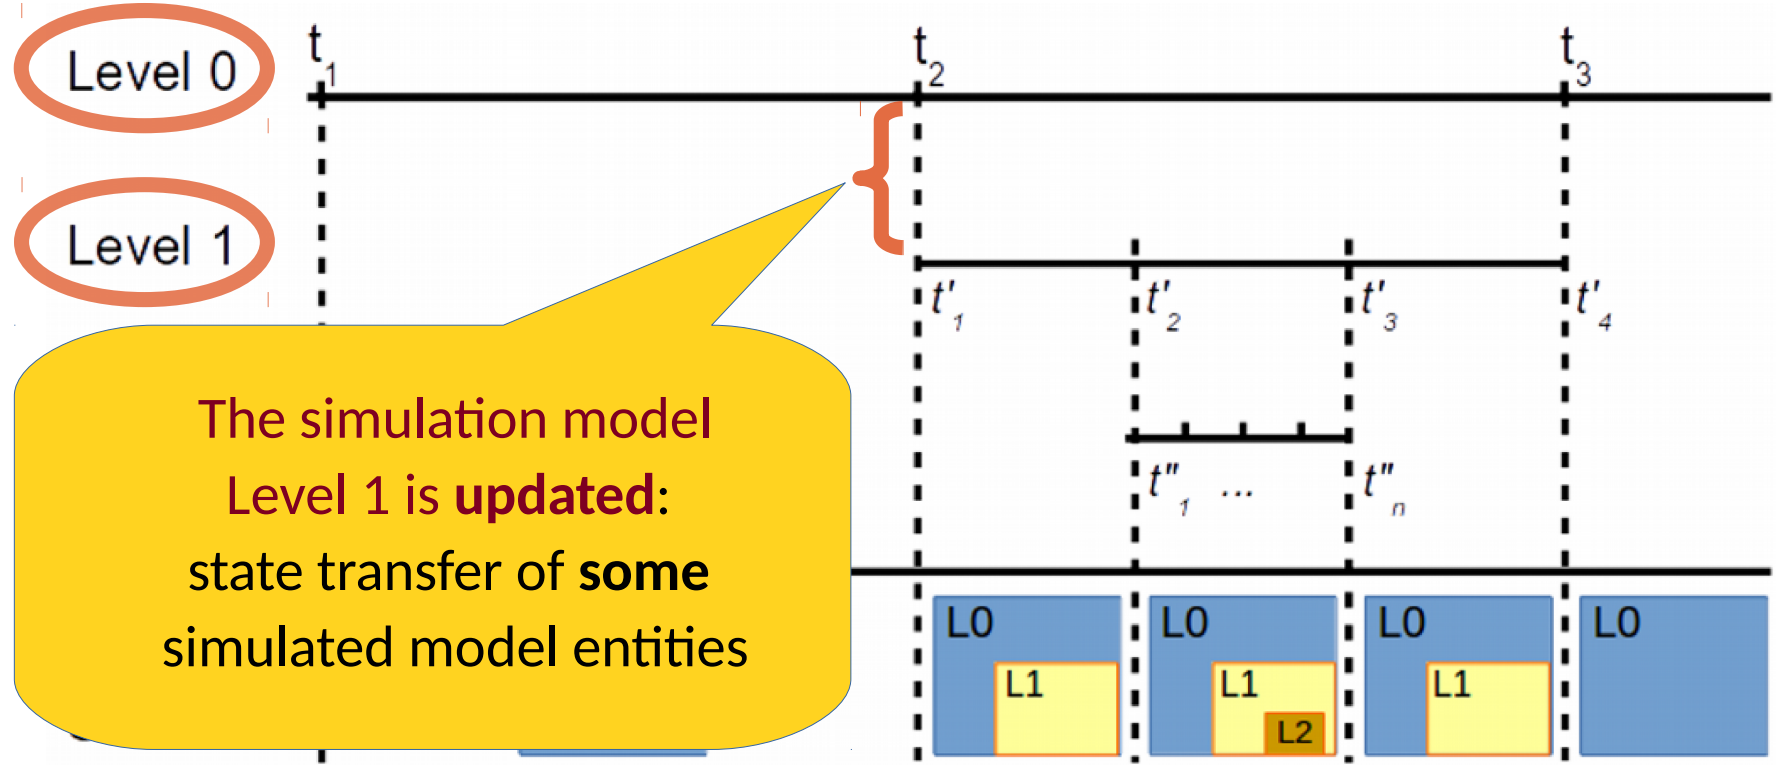 Level 0 t1 t2 t3
Level 1
t'1 t'2 t'3 t'4
The simulation model
Level 1 is updated:
state transfer of some
simulated model entities
t"1 ... t"n
L0 L0 L0 L0
L1 L1 L1
L2